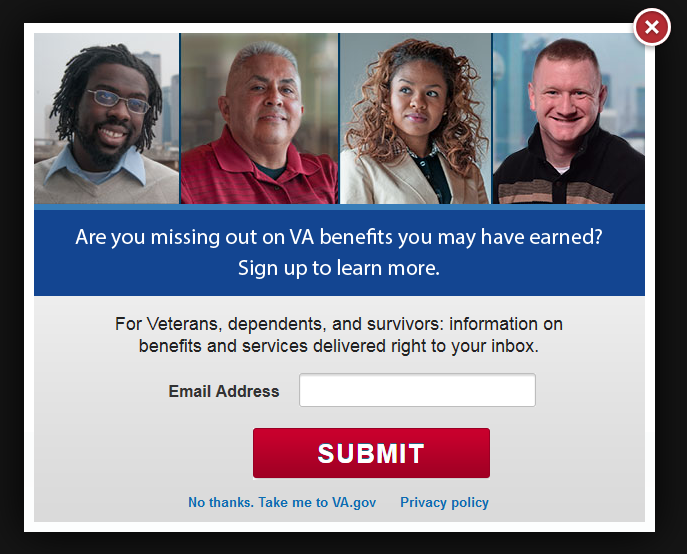 Are you missing out on VA benefits you may have earned?
Sign up to learn more.
For Veterans, dependents, and survivors: information on
benefits and services delivered right to your inbox.
Email Address
SUBMIT
No thanks. Take me to VA.gov Privacy policy